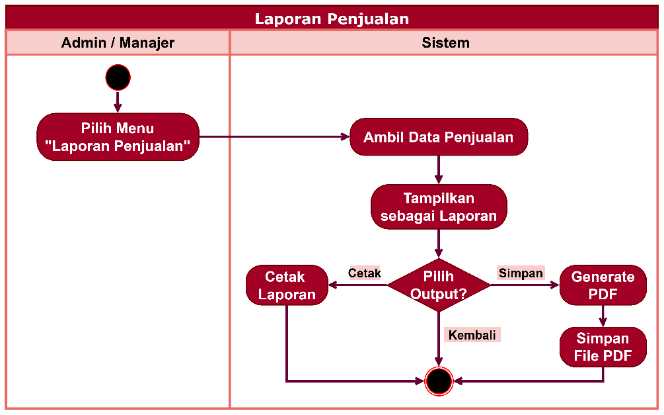 Laporan Penjualan
Admin / Manajer
Sistem
Pilih Menu
"Laporan Penjualan"
Ambil Data Penjualan
Tampilkan
sebagai Laporan
Cetak
Laporan
Cetak
Pilih
Output?
Simpan
Generate
PDF
Kembali
Simpan
File PDF